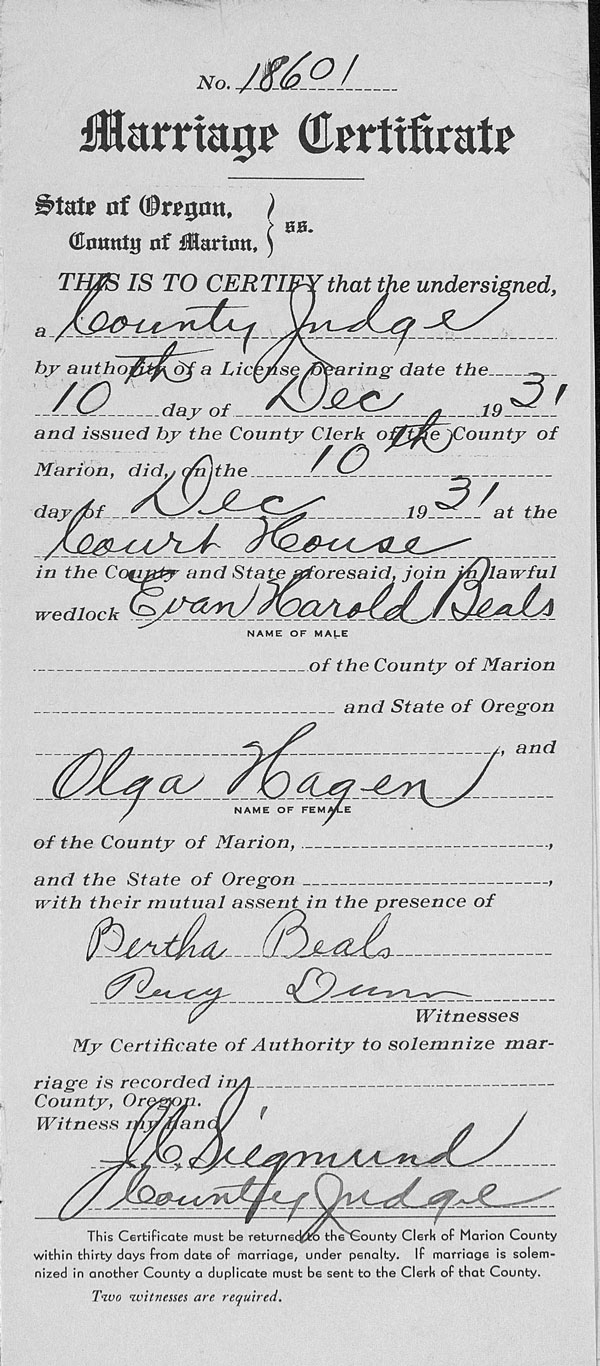 No. 18601
Marriage Certificate
State of Oregon,
County of Marion, } ss.
THIS IS TO CERTIFY that the undersigned,
a County Judge
by authority of a License bearing date the
10th day of Dec 1931
and issued by the County Clerk of the County of
Marion, did, on the 10th
day of Dec 1931 at the
Court House
in the County and State aforesaid, join in lawful
wedlock Evan Harold Beals
NAME OF MALE
of the County of Marion
and State of Oregon
, and
Olga Hagen
NAME OF FEMALE
of the County of Marion, ,
and the State of Oregon ,
with their mutual assent in the presence of
Bertha Beals
Percy Dunn
Witnesses
My Certificate of Authority to solemnize mar-
riage is recorded in
County, Oregon.
Witness my hand
J. C. Siegmund
County Judge
This Certificate must be returned to the County Clerk of Marion County
within thirty days from date of marriage, under penalty. If marriage is solem-
nized in another County a duplicate must be sent to the Clerk of that County.
Two witnesses are required.